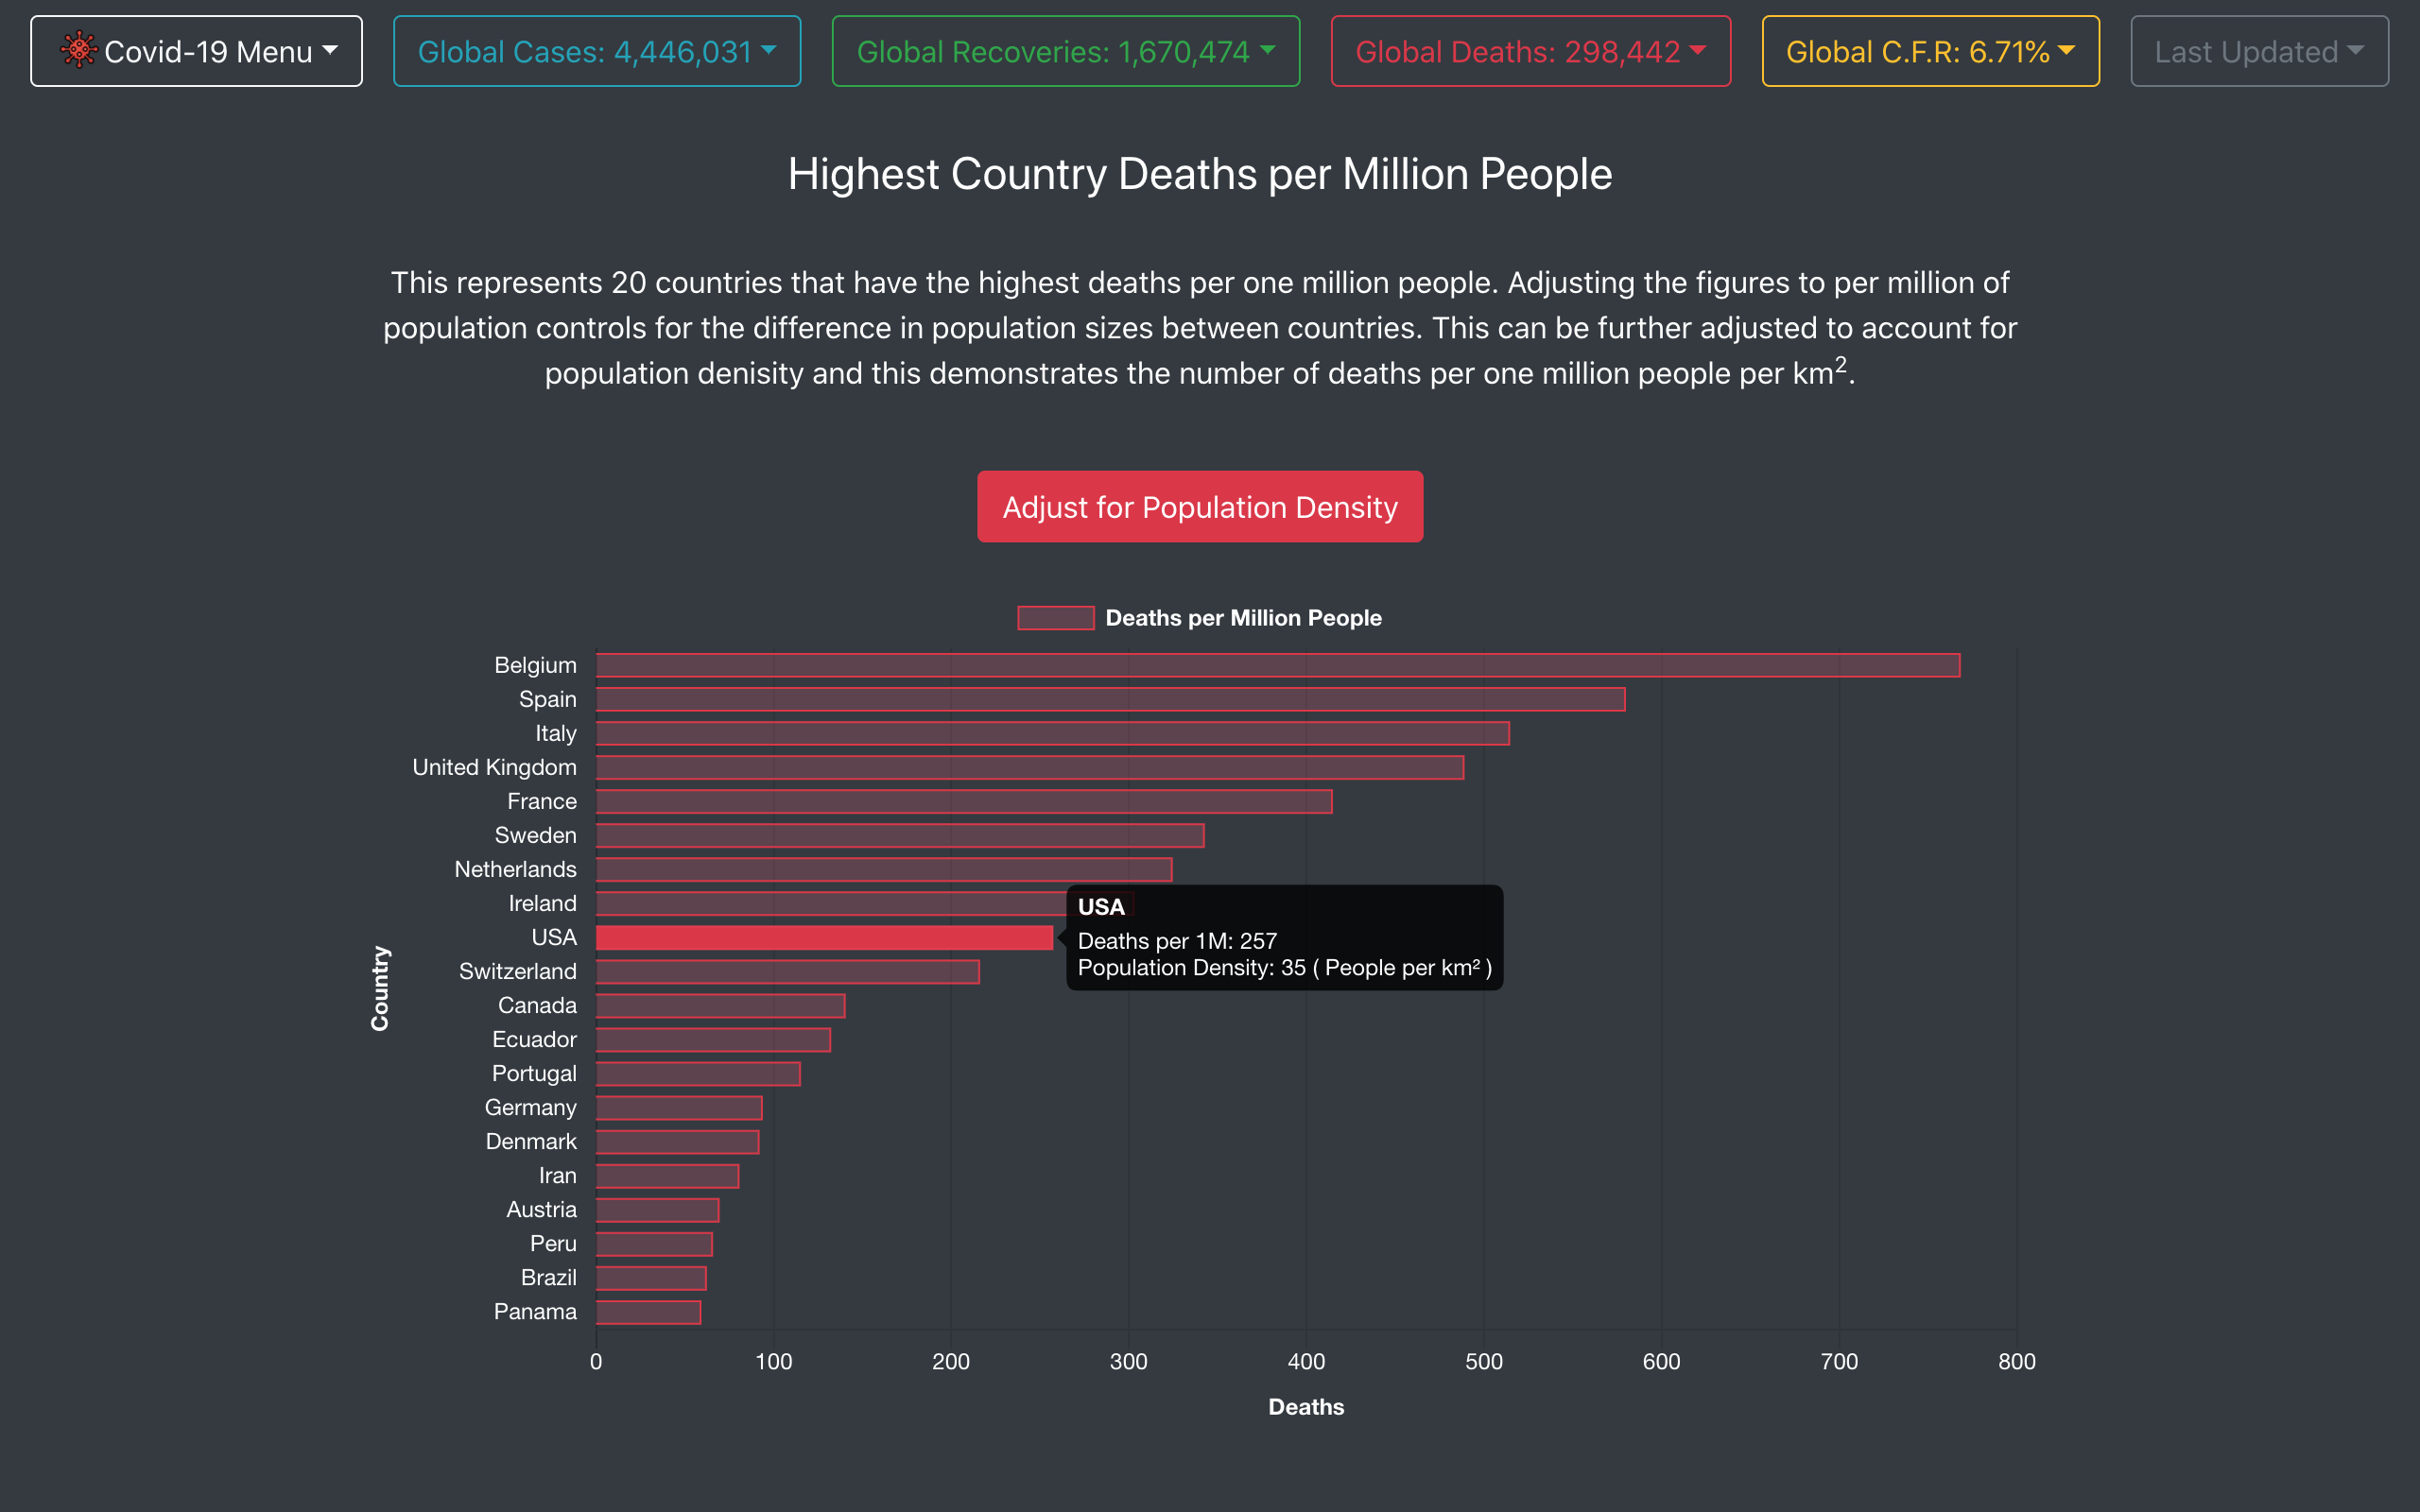 Covid-19 Menu
Global Cases: 4,446,031
Global Recoveries: 1,670,474
Global Deaths: 298,442
Global C.F.R: 6.71%
Last Updated
Highest Country Deaths per Million People
This represents 20 countries that have the highest deaths per one million people. Adjusting the figures to per million of
population controls for the difference in population sizes between countries. This can be further adjusted to account for
population denisity and this demonstrates the number of deaths per one million people per km².
Adjust for Population Density
Deaths per Million People
Country
Belgium
Spain
Italy
United Kingdom
France
Sweden
Netherlands
Ireland
USA
Switzerland
Canada
Ecuador
Portugal
Germany
Denmark
Iran
Austria
Peru
Brazil
Panama
USA
Deaths per 1M: 257
Population Density: 35 ( People per km² )
0 100 200 300 400 500 600 700 800
Deaths